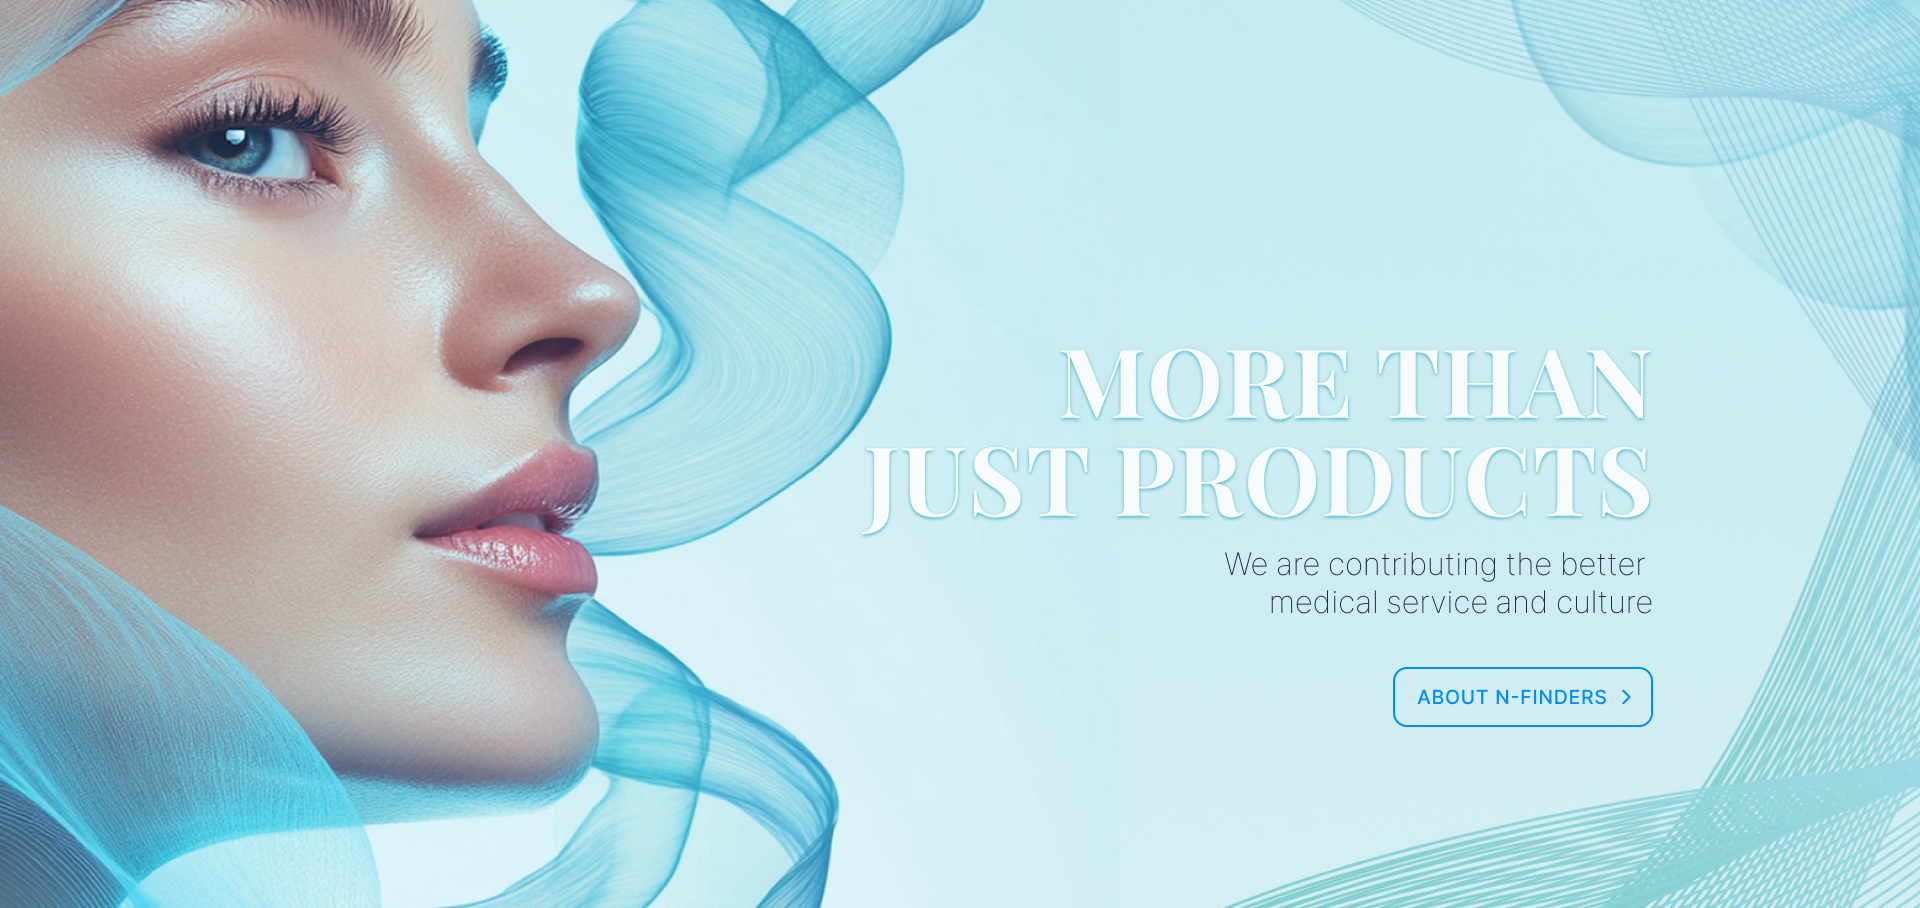 MORE THAN
JUST PRODUCTS
We are contributing the better
medical service and culture
ABOUT N-FINDERS >